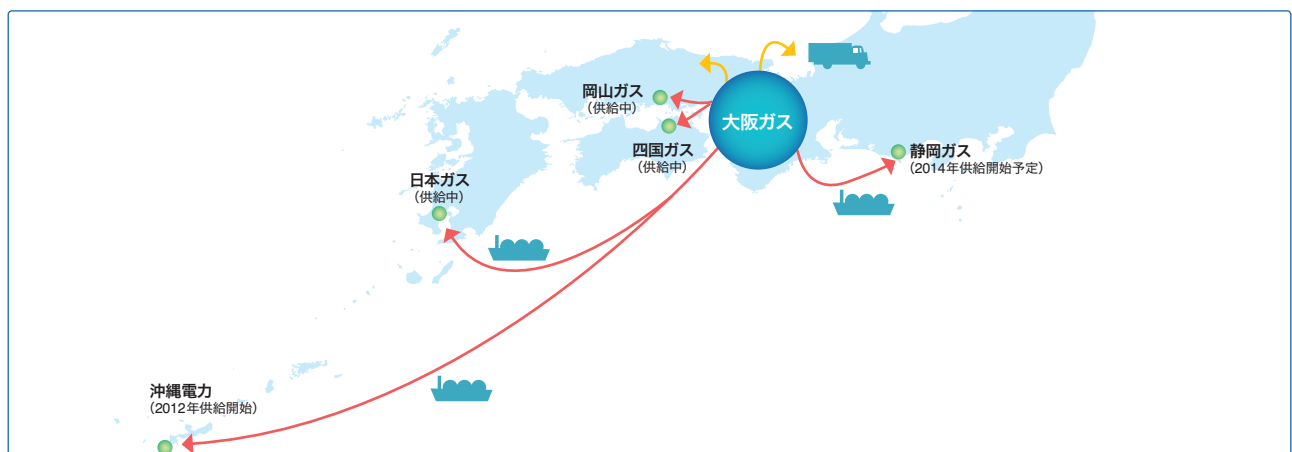 岡山ガス
（供給中）
大阪ガス
四国ガス
（供給中）
静岡ガス
（2014年供給開始予定）
日本ガス
（供給中）
沖縄電力
（2012年供給開始）